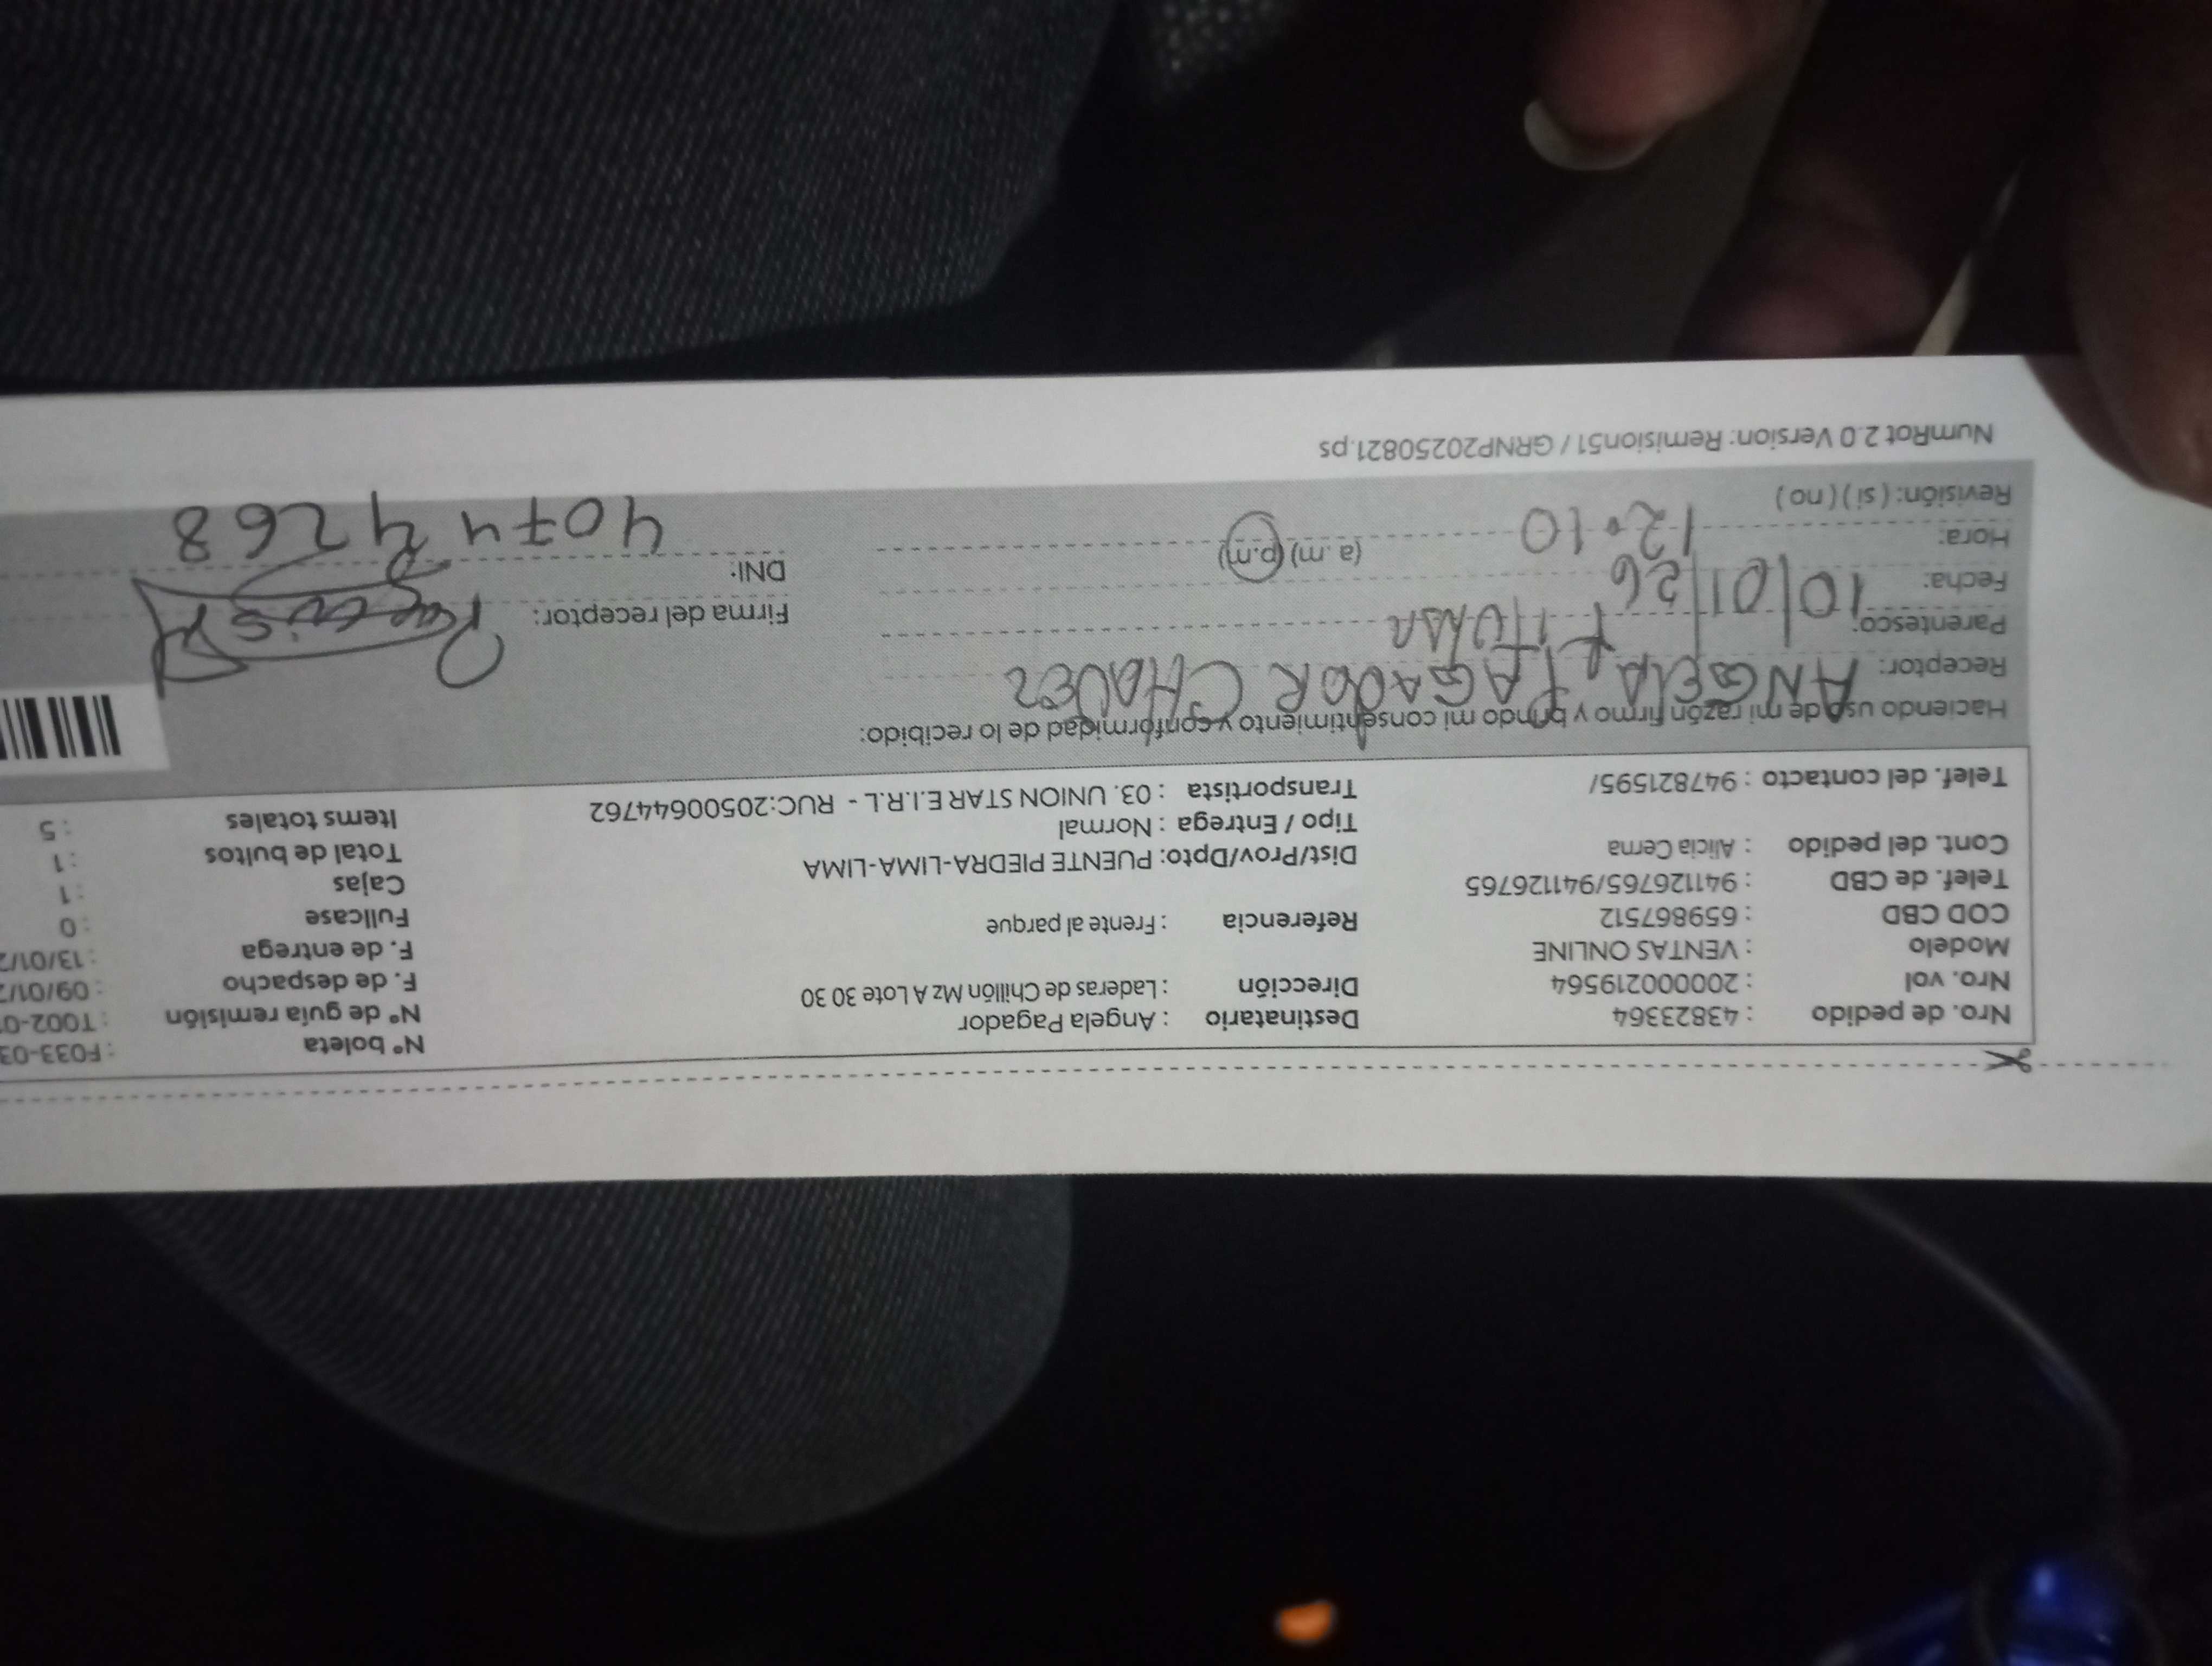 Nro. de pedido : 43823364
Nro. vol : 20000021956​4
Modelo : VENTAS ONLINE
COD CBD : 659867512
Telef. de CBD : 941126765/941126765
Cont. del pedido : Alicia Cerna
Telef. del contacto : 947821595/
Destinatario : Angela Pagador
Dirección : Laderas de Chillón Mz A Lote 30 30
Referencia : Frente al parque
Dist/Prov/Dpto: PUENTE PIEDRA-LIMA-LIMA
Tipo / Entrega : Normal
Transportista : 03. UNION STAR E.I.R.L - RUC:20500644762
N° boleta : F033-03
N° de guía remisión : T002-0
F. de despacho : 09/01/2
F. de entrega : 13/01/2
Fullcase : 0
Cajas : 1
Total de bultos : 1
Items totales : 5
Haciendo uso de mi razón firmo y brindo mi consentimiento y conformidad de lo recibido:
Receptor: ANGELA PAGADOR CHAVEZ
Parentesco: TITULAR
Fecha: 10/01/26
Hora: 12:10 (a.m) (p.m)
Revisión: (si) (no)
Firma del receptor:
DNI: 40744268
NumRot 2.0 Version: Remision51 / GRNP20250821.ps